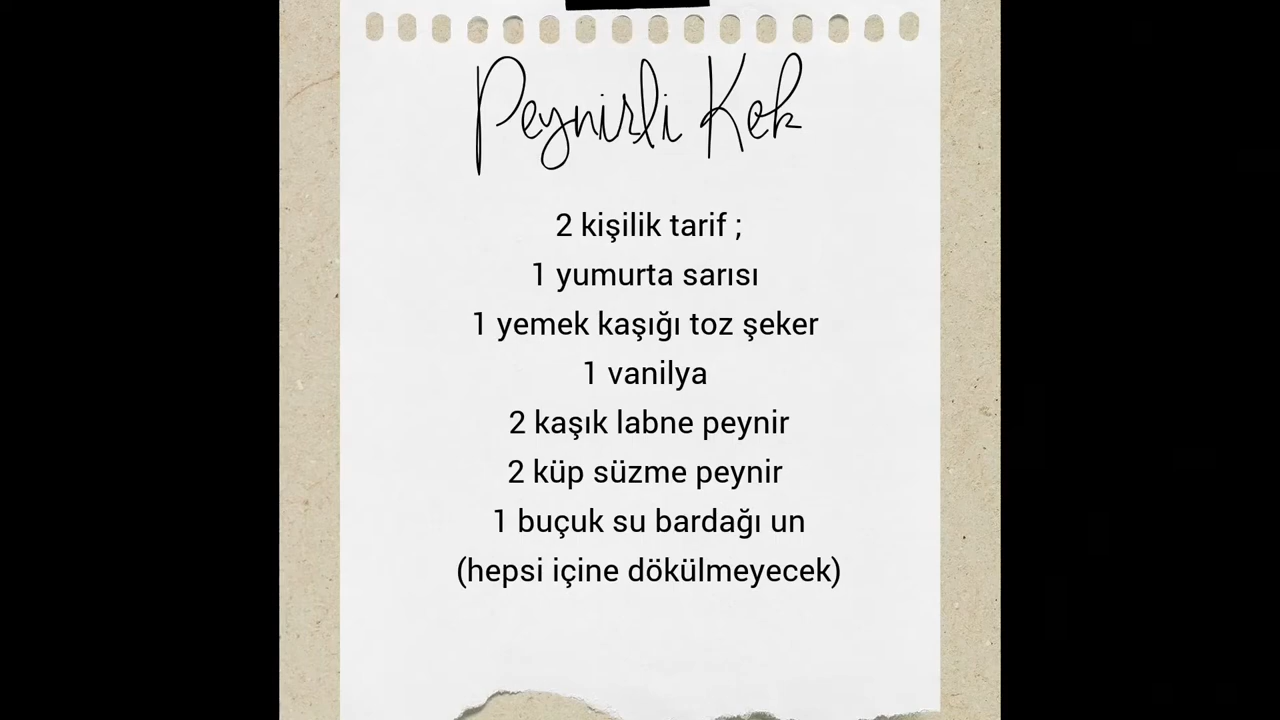 Peynirli Kek
2 kişilik tarif ;
1 yumurta sarısı
1 yemek kaşığı toz şeker
1 vanilya
2 kaşık labne peynir
2 küp süzme peynir
1 buçuk su bardağı un
(hepsi içine dökülmeyecek)